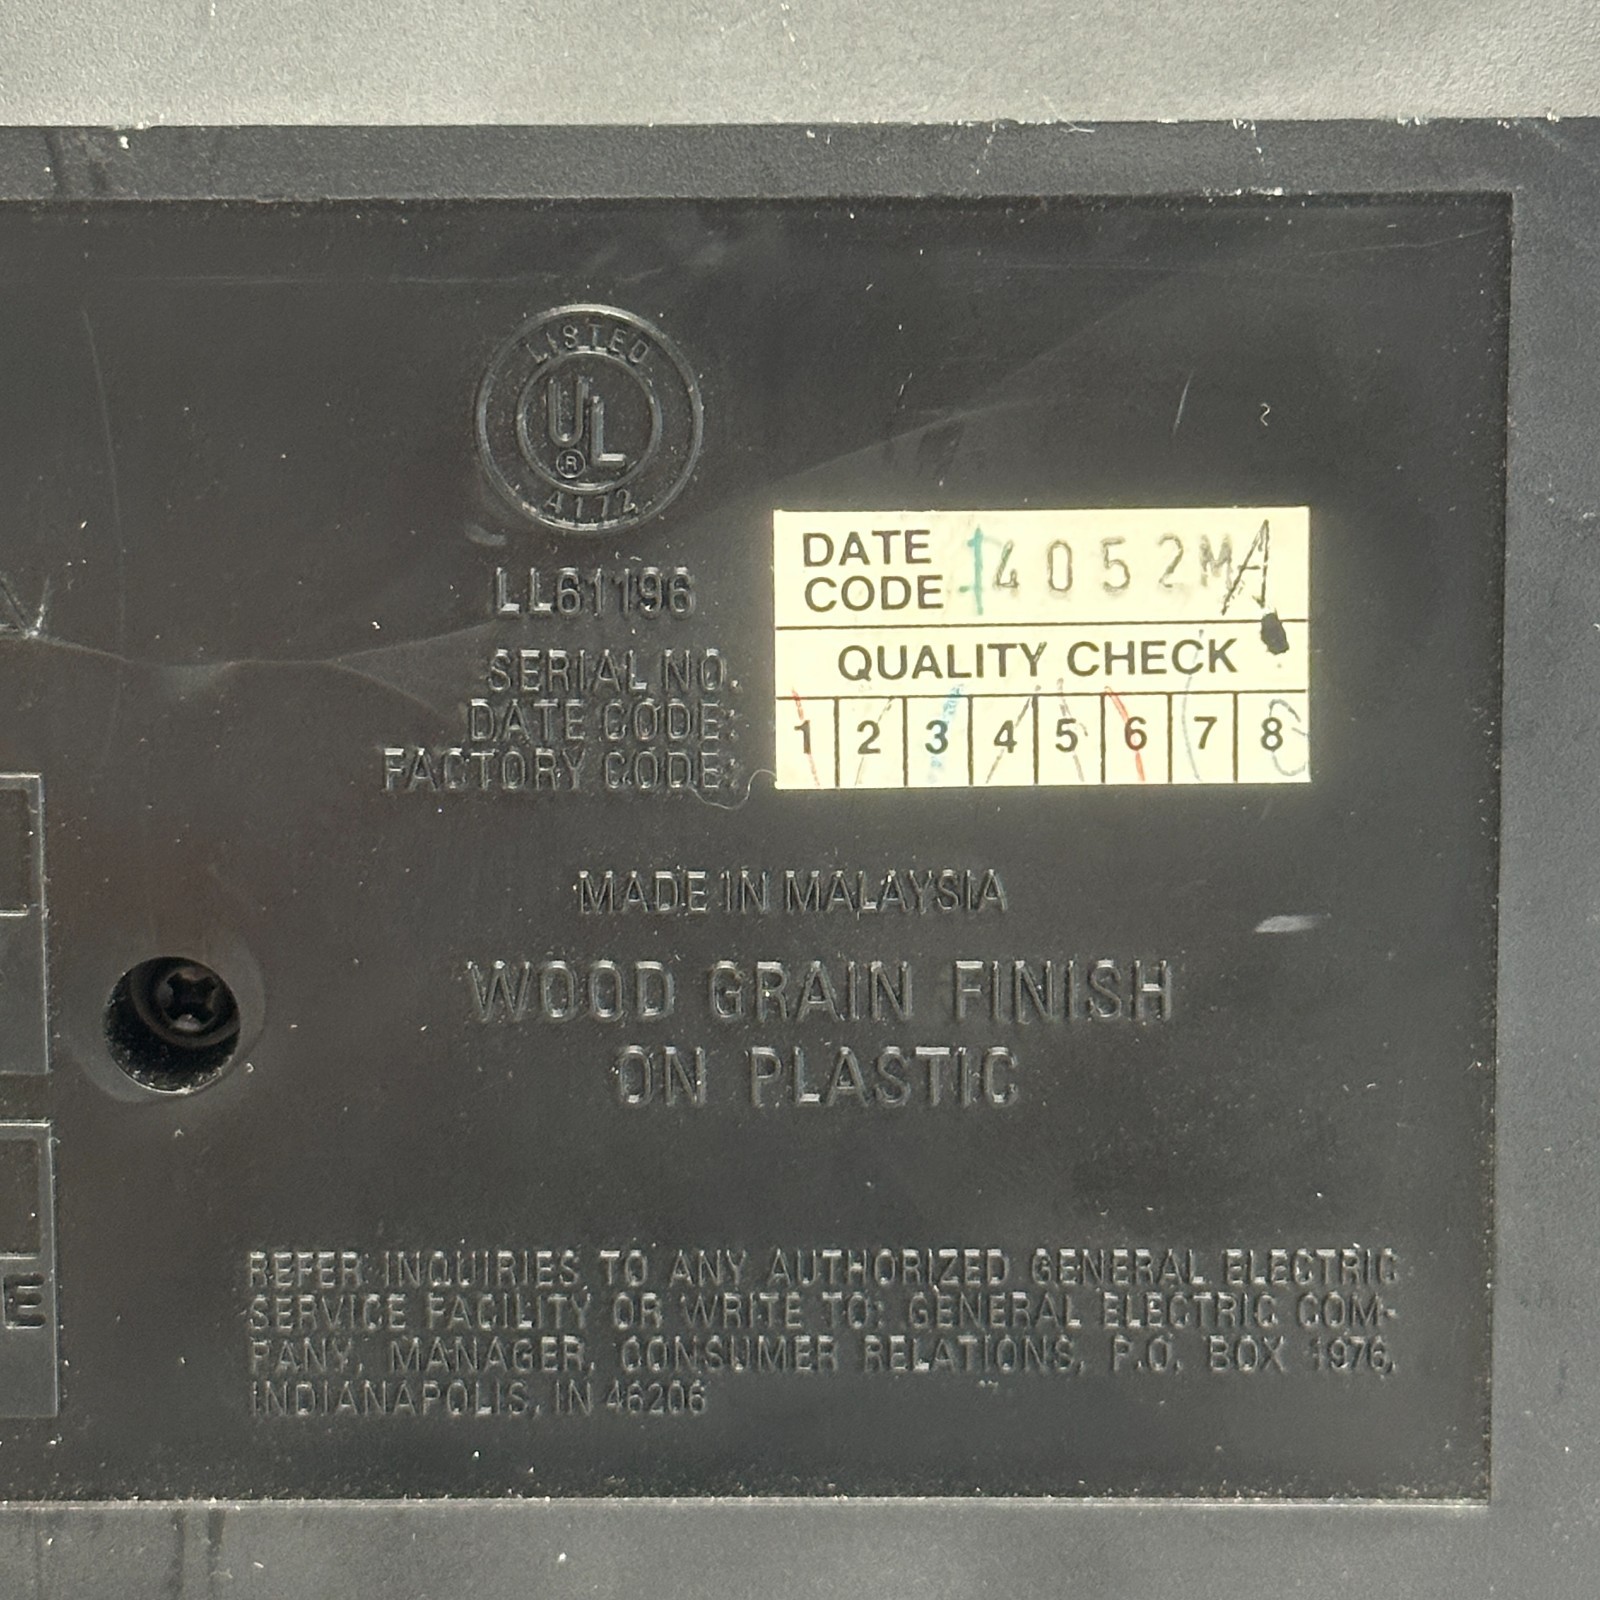 LISTED
UL
®
A172
LL61196
SERIAL NO.
DATE CODE:
FACTORY CODE:
DATE CODE 4052MA
QUALITY CHECK
1 2 3 4 5 6 7 8
MADE IN MALAYSIA
WOOD GRAIN FINISH
ON PLASTIC
E
REFER INQUIRIES TO ANY AUTHORIZED GENERAL ELECTRIC
SERVICE FACILITY OR WRITE TO: GENERAL ELECTRIC COM-
PANY, MANAGER, CONSUMER RELATIONS, P.O. BOX 1976,
INDIANAPOLIS, IN 46206